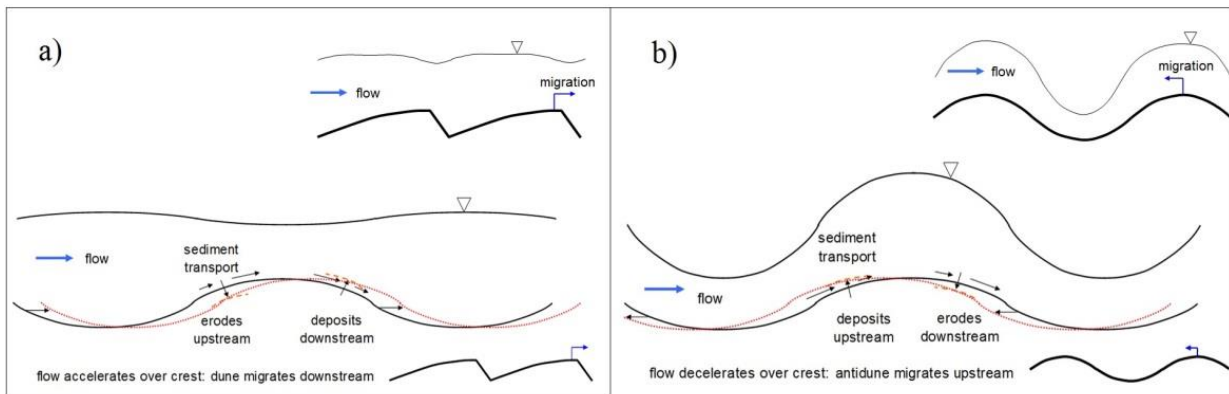 a)
flow
migration
flow
sediment
transport
erodes
upstream
deposits
downstream
flow accelerates over crest: dune migrates downstream
b)
flow
migration
flow
sediment
transport
deposits
upstream
erodes
downstream
flow decelerates over crest: antidune migrates upstream